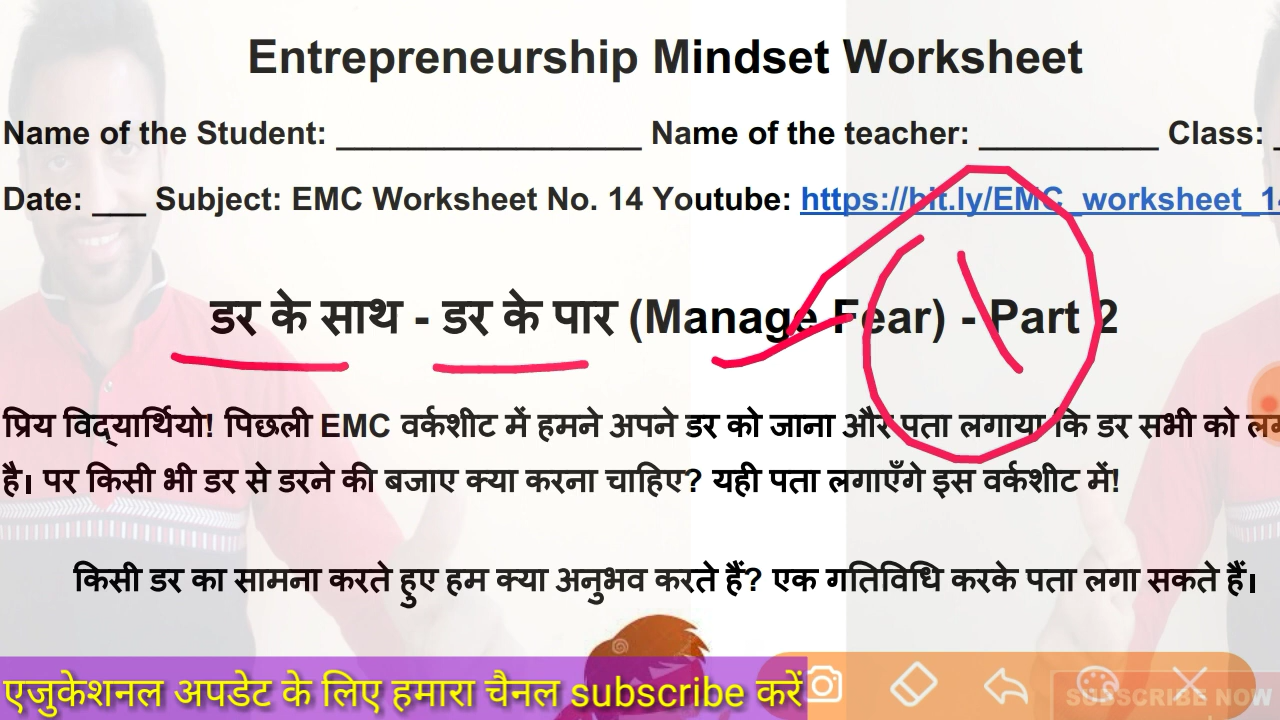 Entrepreneurship Mindset Worksheet
Name of the Student: _________________ Name of the teacher: __________ Class: _
Date: ___ Subject: EMC Worksheet No. 14 Youtube: https://bit.ly/EMC_worksheet_14
डर के साथ - डर के पार (Manage Fear) - Part 2
प्रिय विद्यार्थियो! पिछली EMC वर्कशीट में हमने अपने डर को जाना और पता लगाया कि डर सभी को
है। पर किसी भी डर से डरने की बजाए क्या करना चाहिए? यही पता लगाएँगे इस वर्कशीट में!
किसी डर का सामना करते हुए हम क्या अनुभव करते हैं? एक गतिविधि करके पता लगा सकते हैं।
एजुकेशनल अपडेट के लिए हमारा चैनल subscribe करें
SUBSCRIBE NOW